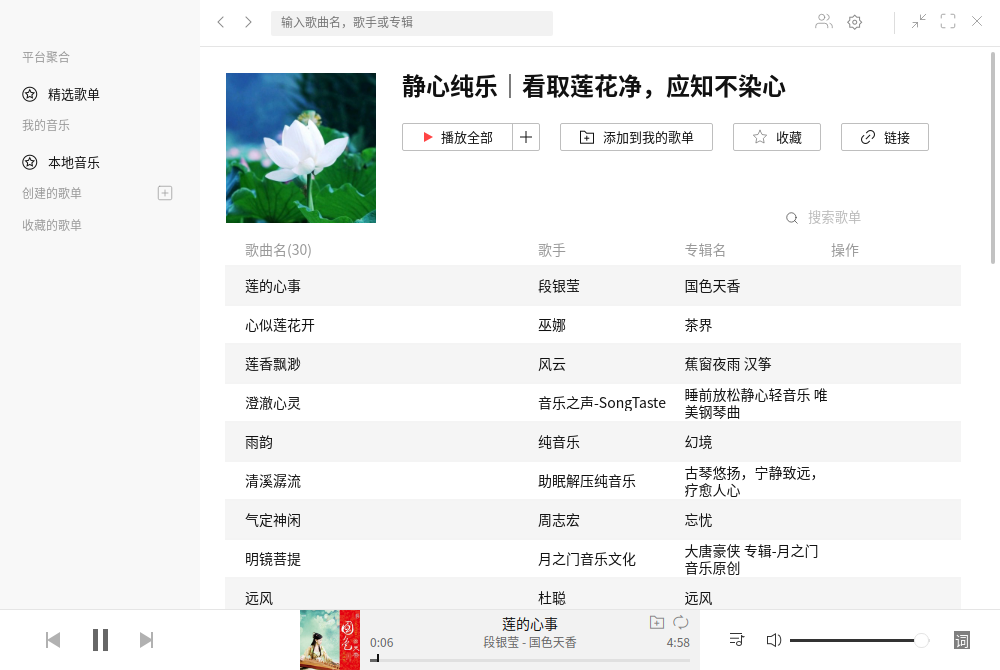 输入歌曲名，歌手或专辑
平台聚合
精选歌单
我的音乐
本地音乐
创建的歌单
收藏的歌单
静心纯乐｜看取莲花净，应知不染心
播放全部
添加到我的歌单
收藏
链接
搜索歌单
歌曲名(30) 歌手 专辑名 操作
莲的心事 段银莹 国色天香
心似莲花开 巫娜 茶界
莲香飘渺 风云 蕉窗夜雨 汉筝
澄澈心灵 音乐之声-SongTaste 睡前放松静心轻音乐 唯
美钢琴曲
雨韵 纯音乐 幻境
清溪潺流 助眠解压纯音乐 古琴悠扬，宁静致远，
疗愈人心
气定神闲 周志宏 忘忧
明镜菩提 月之门音乐文化 大唐豪侠 专辑-月之门
音乐原创
远风 杜聪 远风
莲的心事
0:06 段银莹 - 国色天香 4:58
词